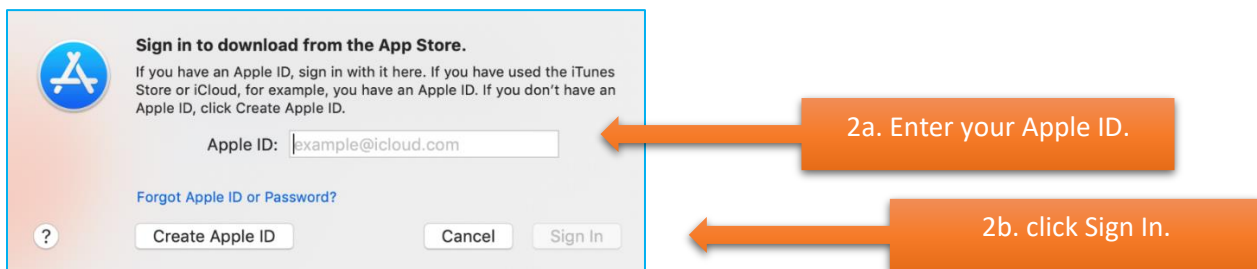 Sign in to download from the App Store.
If you have an Apple ID, sign in with it here. If you have used the iTunes
Store or iCloud, for example, you have an Apple ID. If you don't have an
Apple ID, click Create Apple ID.
Apple ID: example@icloud.com
2a. Enter your Apple ID.
Forgot Apple ID or Password?
? Create Apple ID Cancel Sign In
2b. click Sign In.